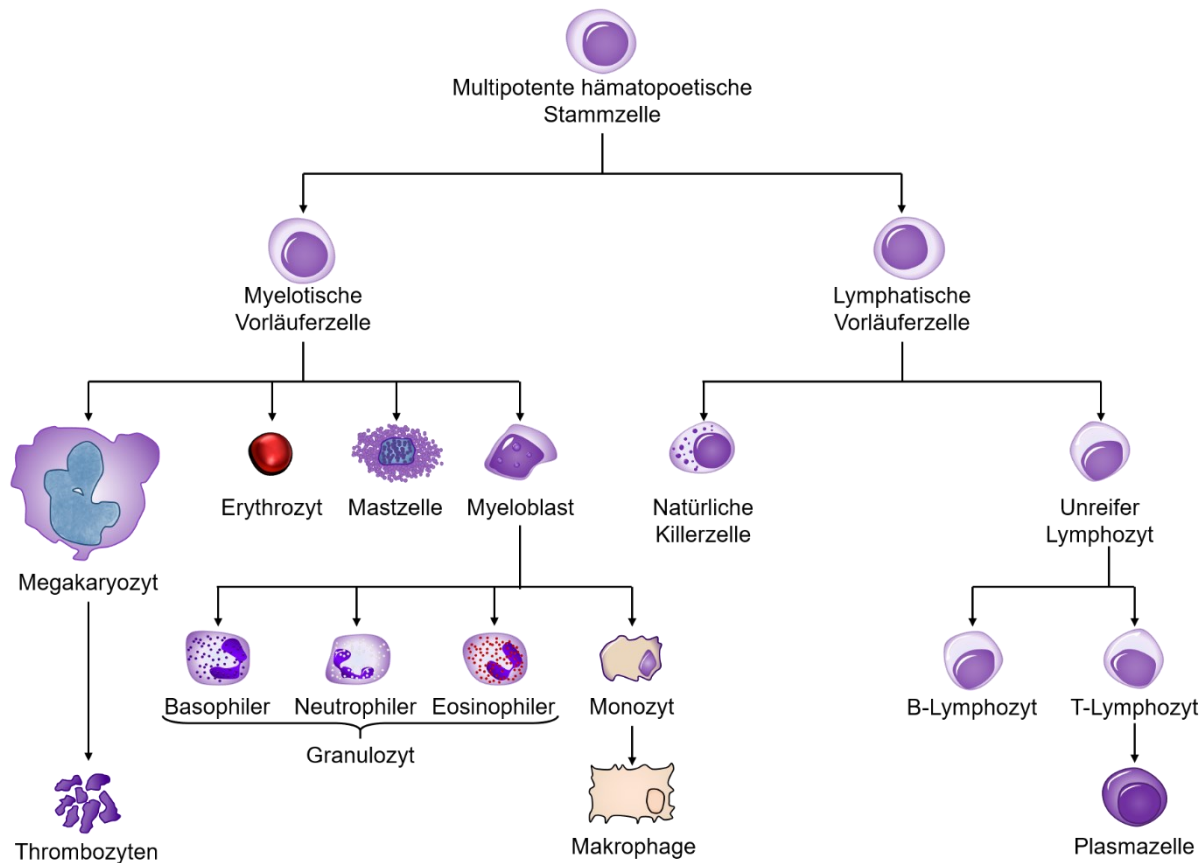 Multipotente hämatopoetische
Stammzelle
Myelotische
Vorläuferzelle
Lymphatische
Vorläuferzelle
Megakaryozyt
Erythrozyt
Mastzelle
Myeloblast
Natürliche
Killerzelle
Unreifer
Lymphozyt
Basophiler
Neutrophiler
Eosinophiler
Granulozyt
Monozyt
B-Lymphozyt
T-Lymphozyt
Thrombozyten
Makrophage
Plasmazelle